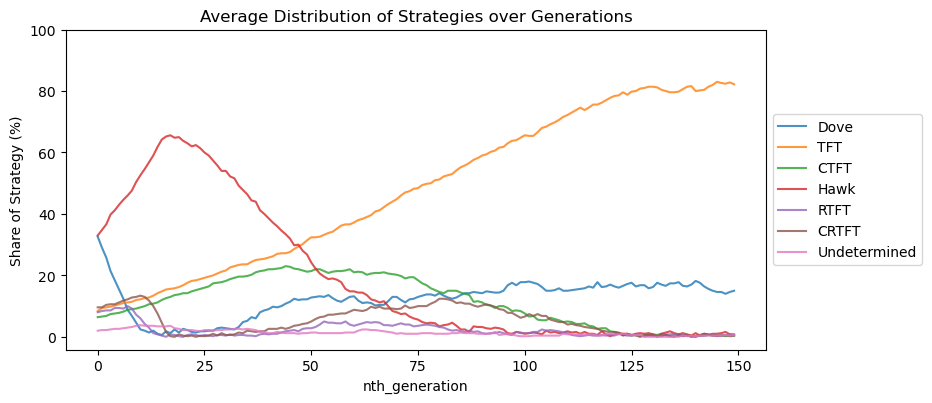 Average Distribution of Strategies over Generations
Share of Strategy (%)
100
80
60
40
20
0
0 25 50 75 100 125 150
nth_generation
Dove
TFT
CTFT
Hawk
RTFT
CRTFT
Undetermined